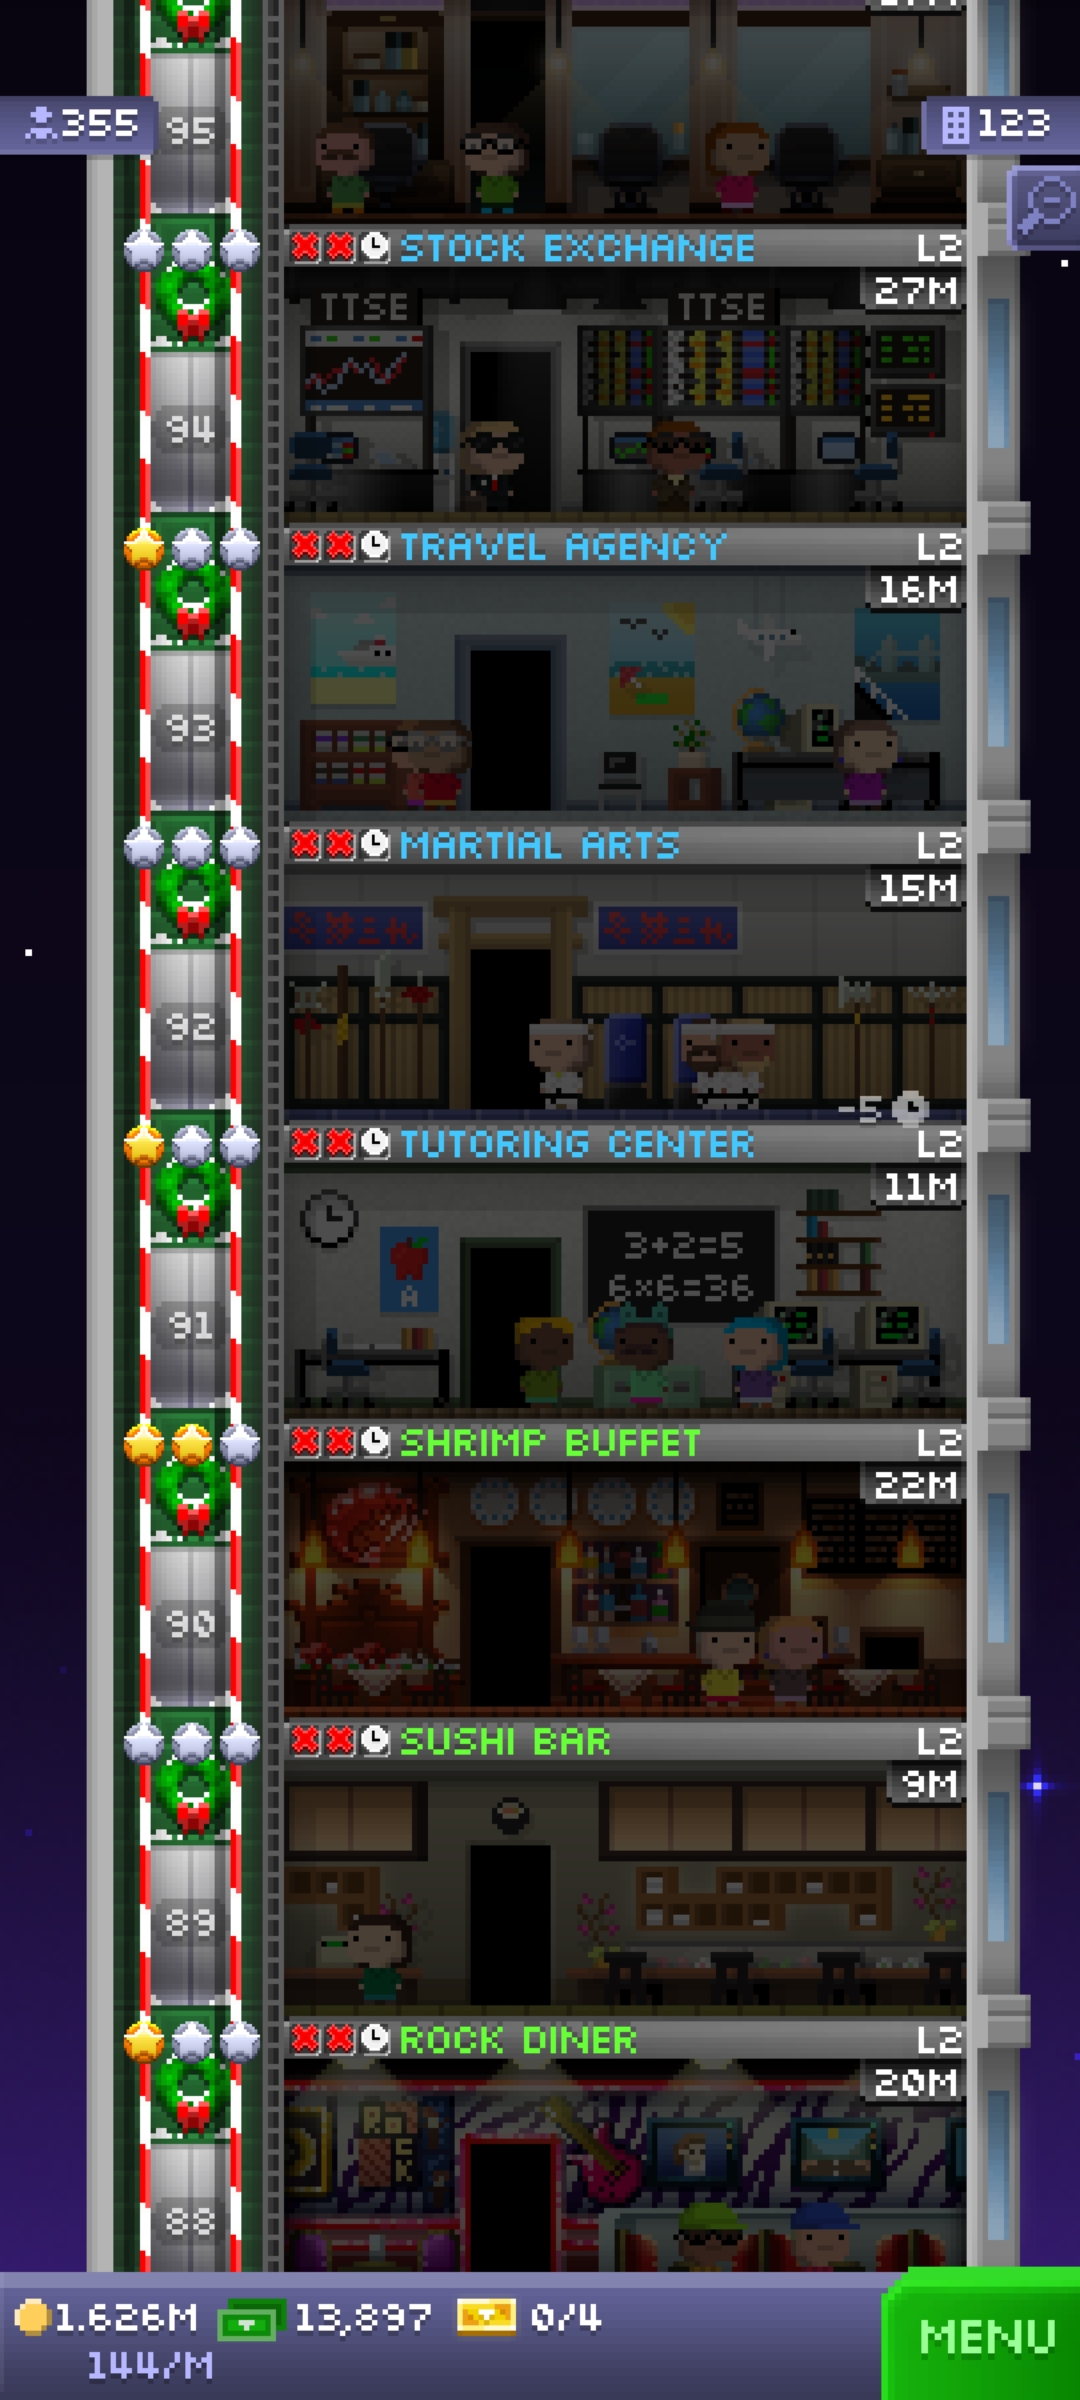 355
95
123
STOCK EXCHANGE L2
27M
TTSE TTSE
94
TRAVEL AGENCY L2
16M
93
MARTIAL ARTS L2
15M
92
-5
TUTORING CENTER L2
11M
3+2=5
6×6=36
A
91
SHRIMP BUFFET L2
22M
90
SUSHI BAR L2
9M
89
ROCK DINER L2
20M
88
1.626M 13,897 0/4
144/M
MENU